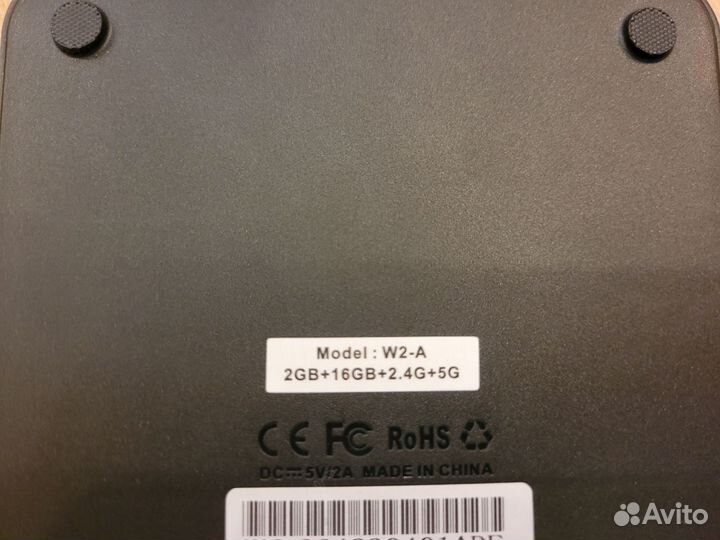 Model : W2-A
2GB+16GB+2.4G+5G
CE FC RoHS
DC⎓5V/2A MADE IN CHINA
Avito